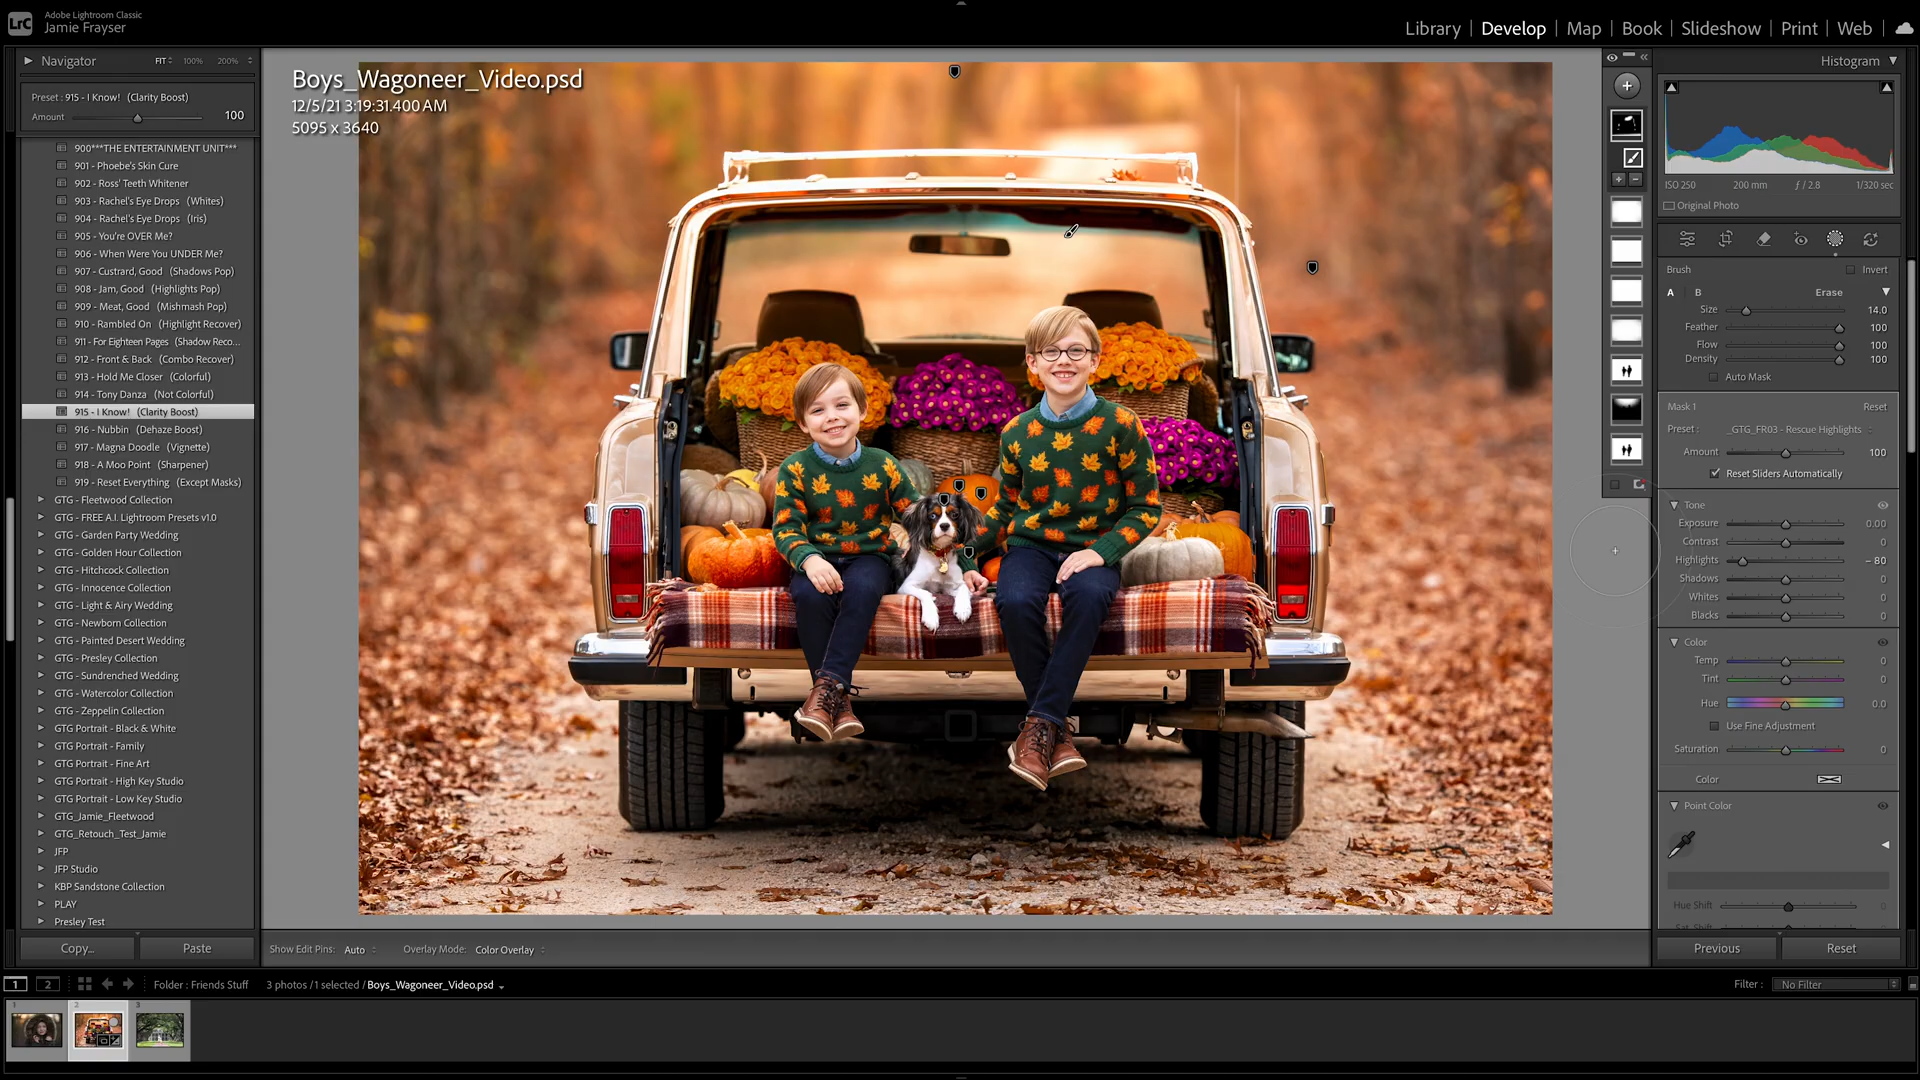 LrC
Adobe Lightroom Classic
Jamie Frayser
Library | Develop | Map | Book | Slideshow | Print | Web
Navigator FIT 100% 200%
Preset : 915 - I Know! (Clarity Boost)
Amount 100
900***THE ENTERTAINMENT UNIT***
901 - Phoebe's Skin Cure
902 - Ross' Teeth Whitener
903 - Rachel's Eye Drops (Whites)
904 - Rachel's Eye Drops (Iris)
905 - You're OVER Me?
906 - When Were You UNDER Me?
907 - Custard, Good (Shadows Pop)
908 - Jam, Good (Highlights Pop)
909 - Meat, Good (Mishmash Pop)
910 - Rambled On (Highlight Recover)
911 - For Eighteen Pages (Shadow Reco...
912 - Front & Back (Combo Recover)
913 - Hold Me Closer (Colorful)
914 - Tony Danza (Not Colorful)
915 - I Know! (Clarity Boost)
916 - Nubbin (Dehaze Boost)
917 - Magna Doodle (Vignette)
918 - A Moo Point (Sharpener)
919 - Reset Everything (Except Masks)
GTG - Fleetwood Collection
GTG - FREE A.I. Lightroom Presets v1.0
GTG - Garden Party Wedding
GTG - Golden Hour Collection
GTG - Hitchcock Collection
GTG - Innocence Collection
GTG - Light & Airy Wedding
GTG - Newborn Collection
GTG - Painted Desert Wedding
GTG - Presley Collection
GTG - Sundrenched Wedding
GTG - Watercolor Collection
GTG - Zeppelin Collection
GTG Portrait - Black & White
GTG Portrait - Family
GTG Portrait - Fine Art
GTG Portrait - High Key Studio
GTG Portrait - Low Key Studio
GTG_Jamie_Fleetwood
GTG_Retouch_Test_Jamie
JFP
JFP Studio
KBP Sandstone Collection
PLAY
Presley Test
Copy... Paste
Boys_Wagoneer_Video.psd
12/5/21 3:19:31.400 AM
5095 x 3640
Show Edit Pins: Auto Overlay Mode: Color Overlay
Histogram
ISO 250 200 mm ƒ / 2.8 1/320 sec
Original Photo
Brush Invert
A B Erase
Size 14.0
Feather 100
Flow 100
Density 100
Auto Mask
Mask 1 Reset
Preset : _GTG_FR03 - Rescue Highlights
Amount 100
Reset Sliders Automatically
Tone
Exposure 0.00
Contrast 0
Highlights – 80
Shadows 0
Whites 0
Blacks 0
Color
Temp 0
Tint 0
Hue 0.0
Use Fine Adjustment
Saturation 0
Color
Point Color
Hue Shift 0
Previous Reset
1 2 Folder : Friends Stuff 3 photos / 1 selected / Boys_Wagoneer_Video.psd Filter : No Filter
1 2 3